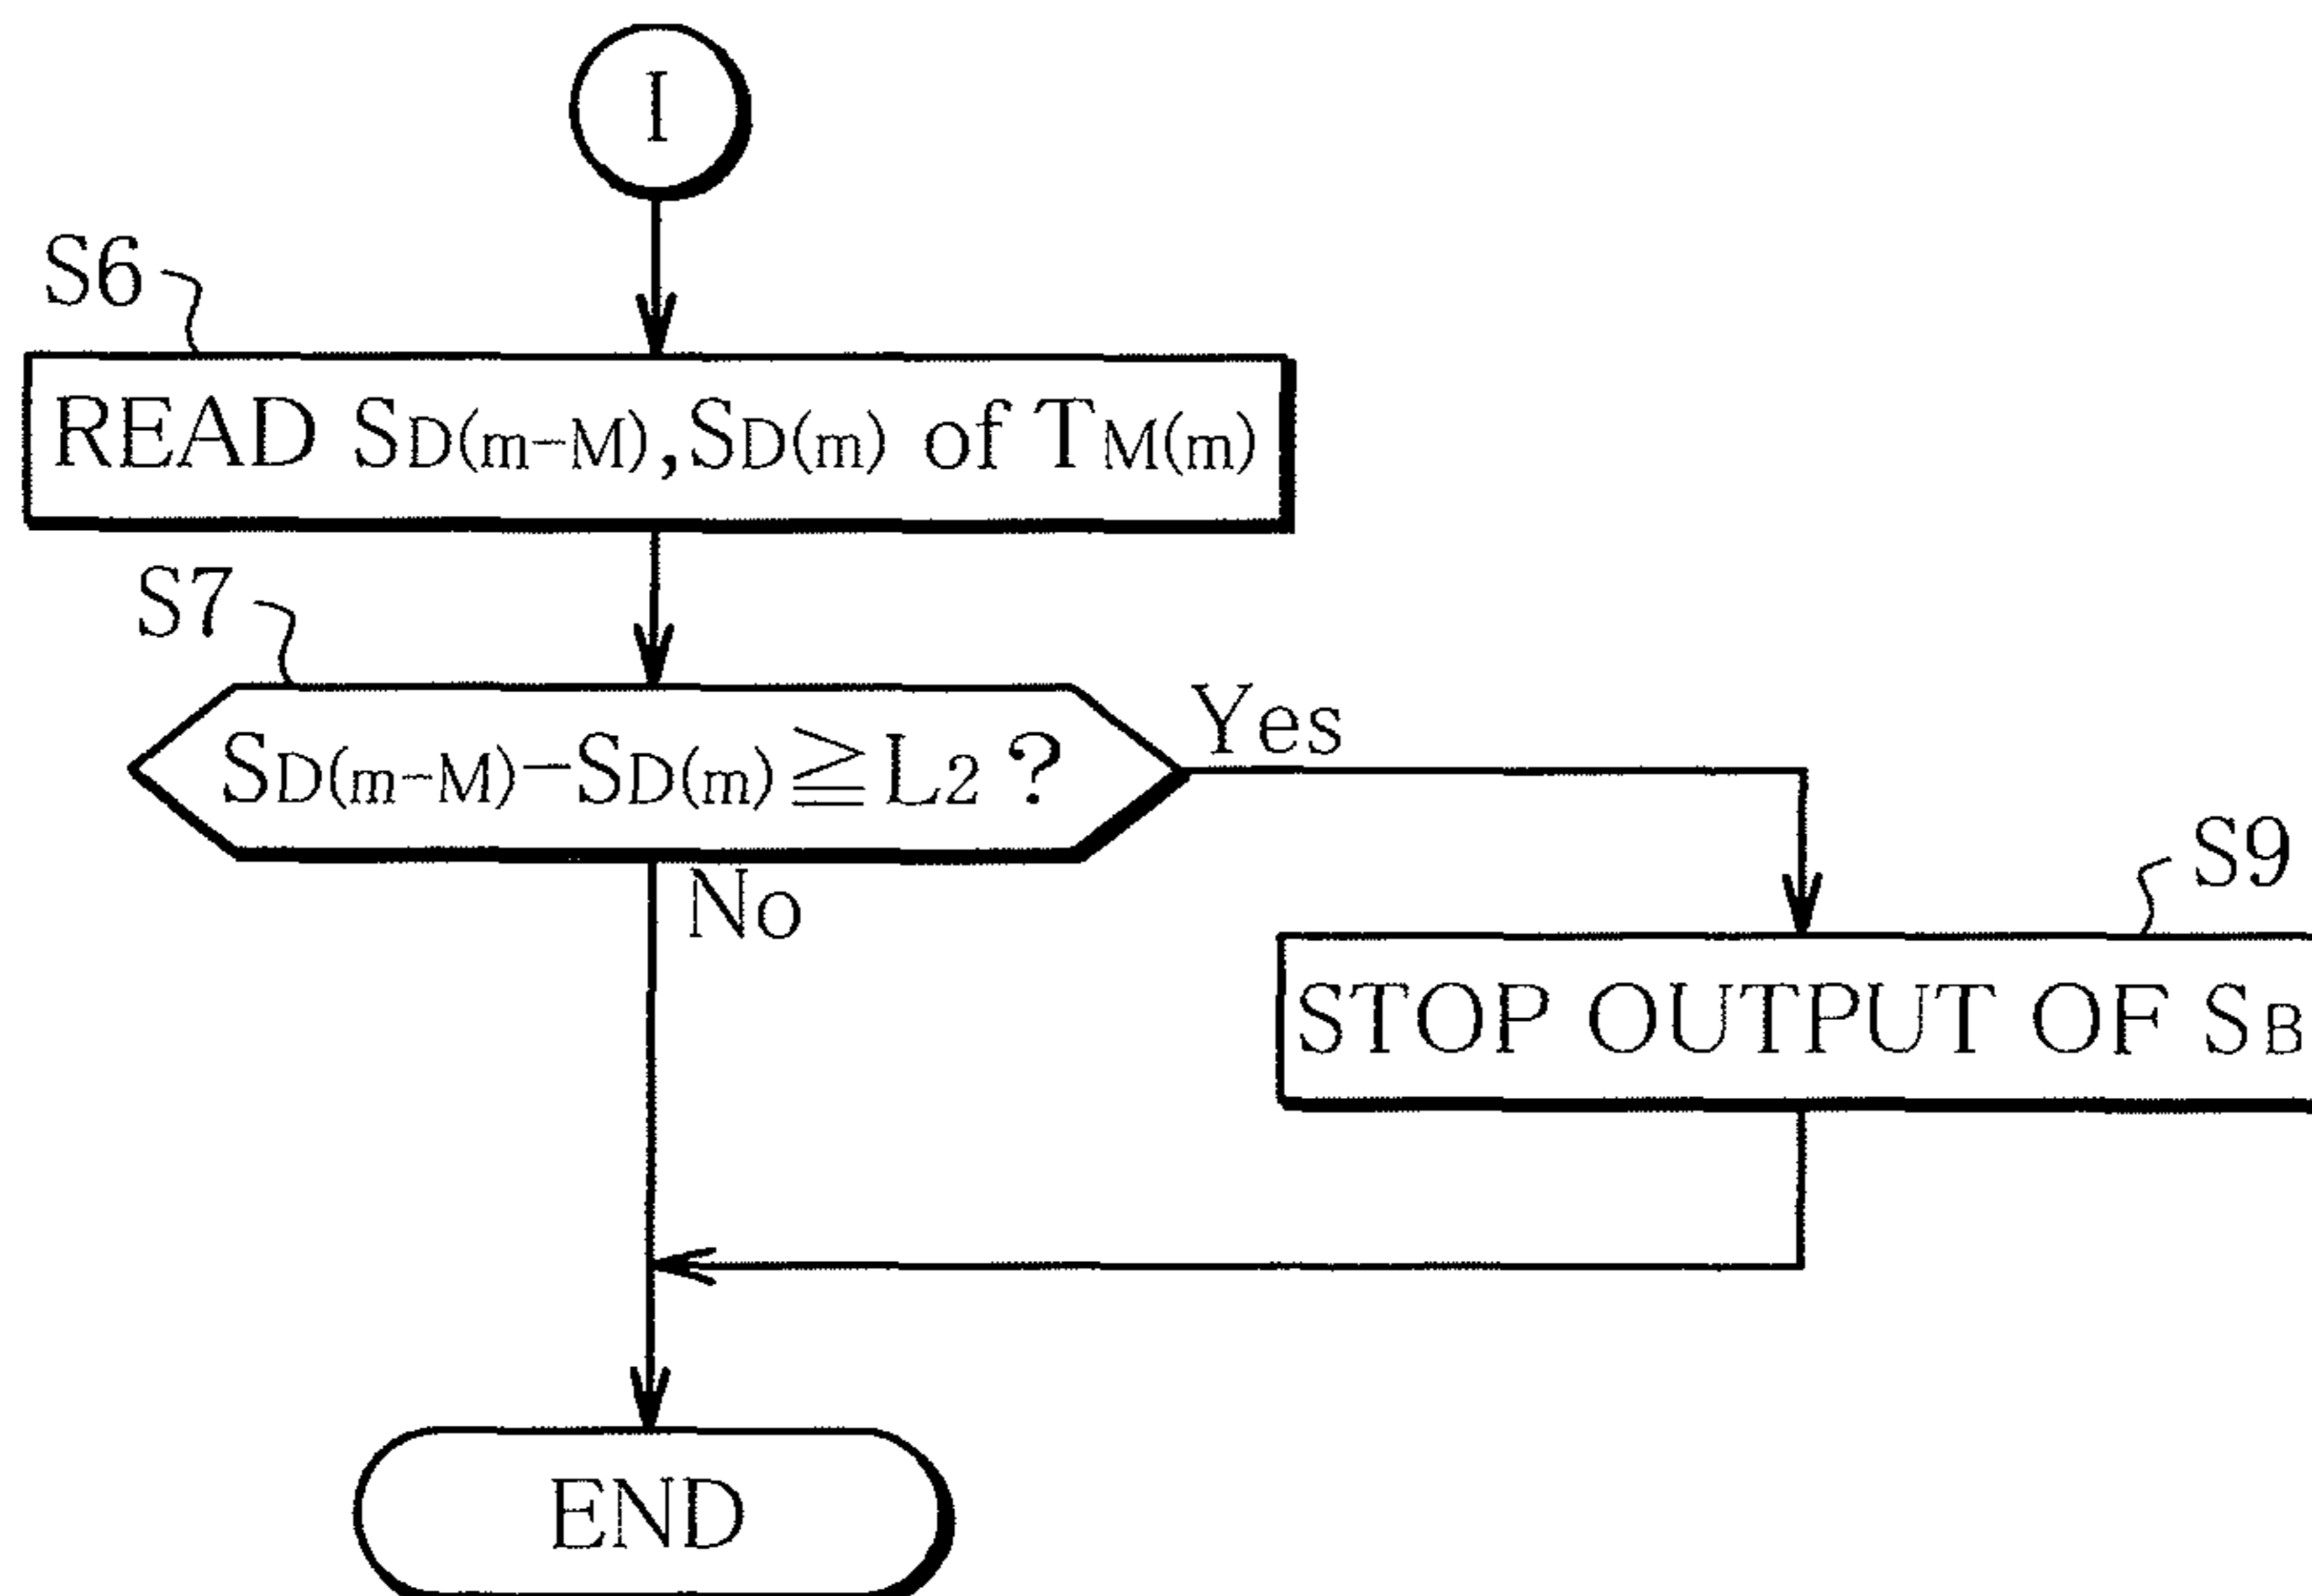 I
S6
READ SD(m-M),SD(m) of TM(m)
S7
SD(m-M)-SD(m)≧L2 ?
Yes
No
S9
STOP OUTPUT OF SB
END